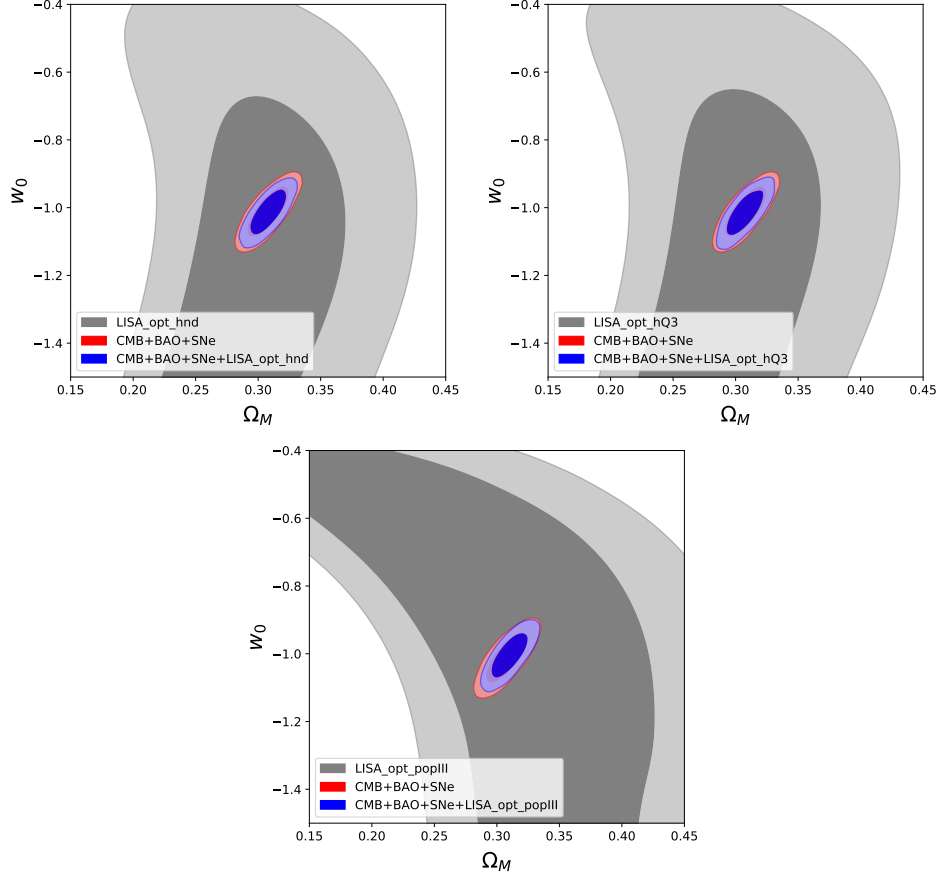 −0.4
−0.6
−0.8
−1.0
−1.2
−1.4
w0
LISA_opt_hnd
CMB+BAO+SNe
CMB+BAO+SNe+LISA_opt_hnd
0.15 0.20 0.25 0.30 0.35 0.40 0.45
ΩM
−0.4
−0.6
−0.8
−1.0
−1.2
−1.4
w0
LISA_opt_hQ3
CMB+BAO+SNe
CMB+BAO+SNe+LISA_opt_hQ3
0.15 0.20 0.25 0.30 0.35 0.40 0.45
ΩM
−0.4
−0.6
−0.8
−1.0
−1.2
−1.4
w0
LISA_opt_popIII
CMB+BAO+SNe
CMB+BAO+SNe+LISA_opt_popIII
0.15 0.20 0.25 0.30 0.35 0.40 0.45
ΩM